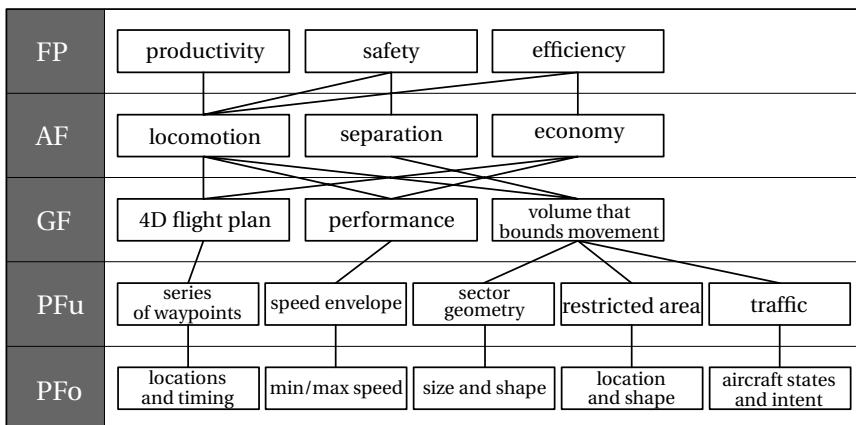 FP
productivity
safety
efficiency
AF
locomotion
separation
economy
GF
4D flight plan
performance
volume that
bounds movement
PFu
series
of waypoints
speed envelope
sector
geometry
restricted area
traffic
PFo
locations
and timing
min/max speed
size and shape
location
and shape
aircraft states
and intent